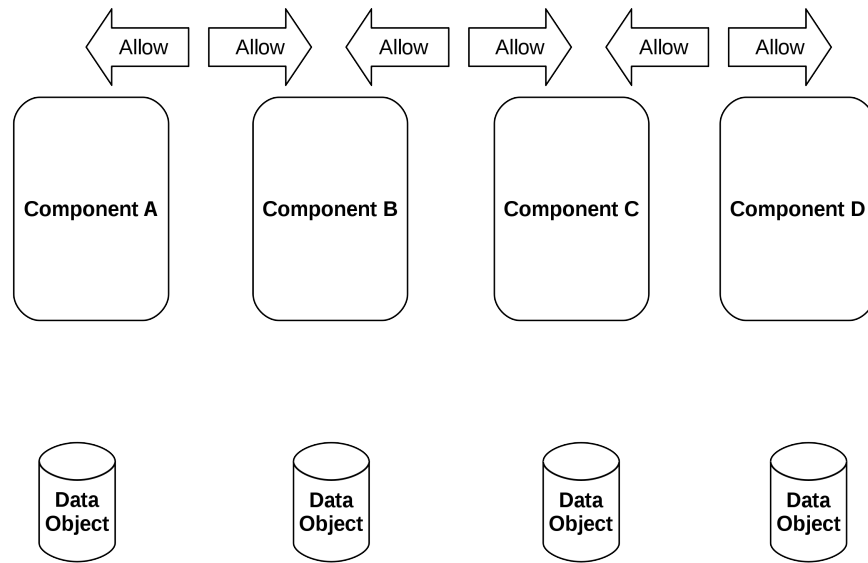 Allow Allow Allow Allow Allow Allow
Component A Component B Component C Component D
Data Data Data Data
Object Object Object Object